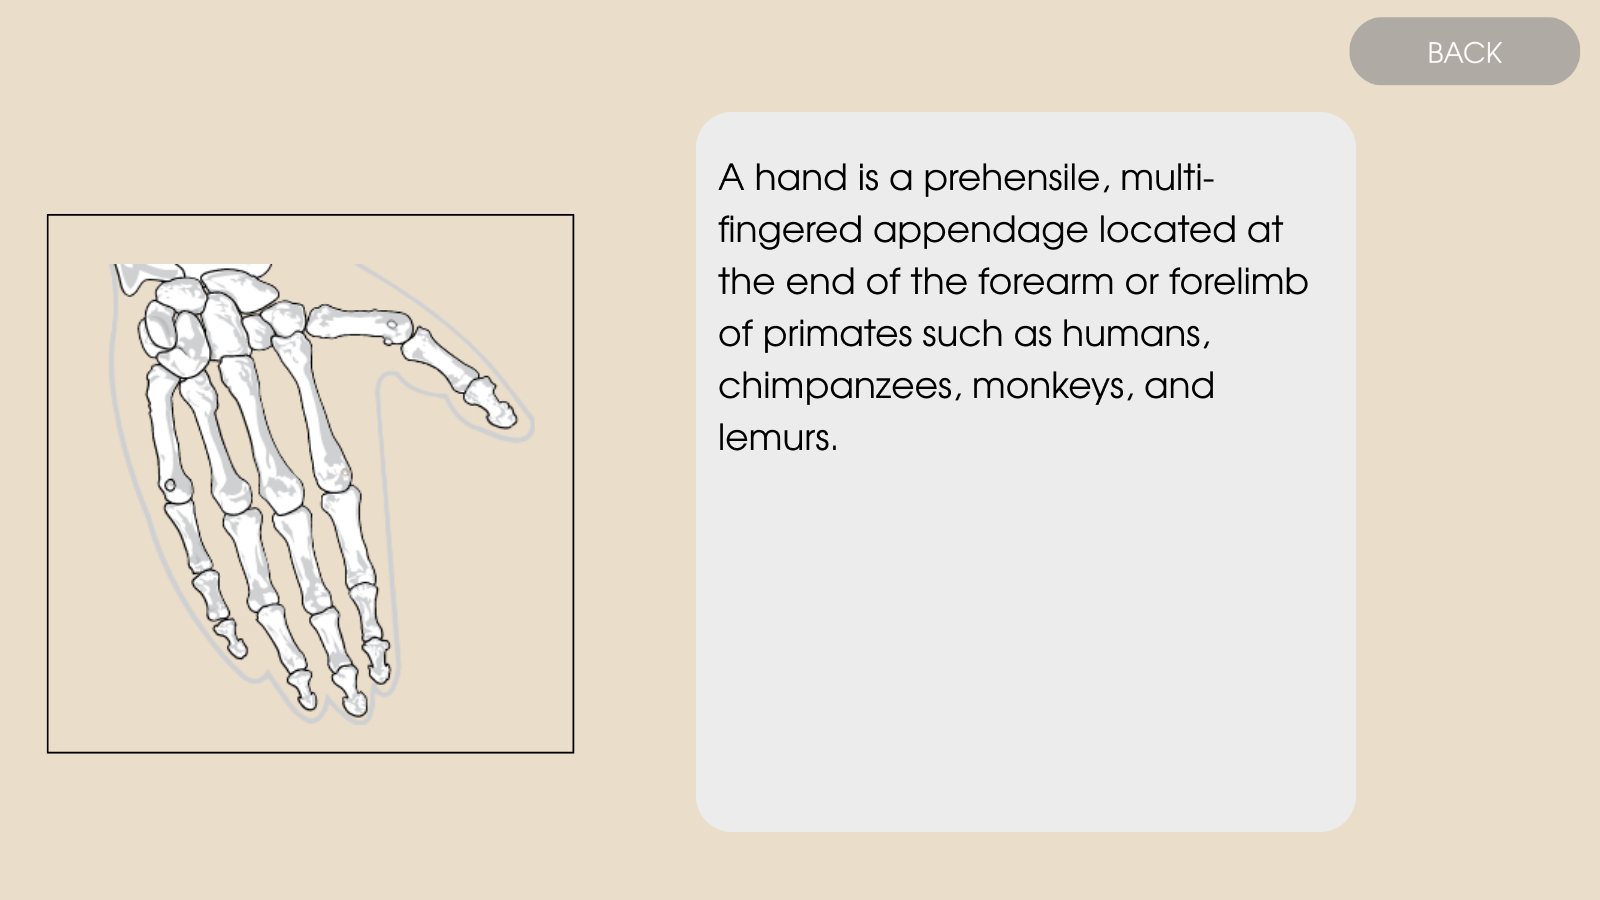 BACK
A hand is a prehensile, multi-
fingered appendage located at
the end of the forearm or forelimb
of primates such as humans,
chimpanzees, monkeys, and
lemurs.